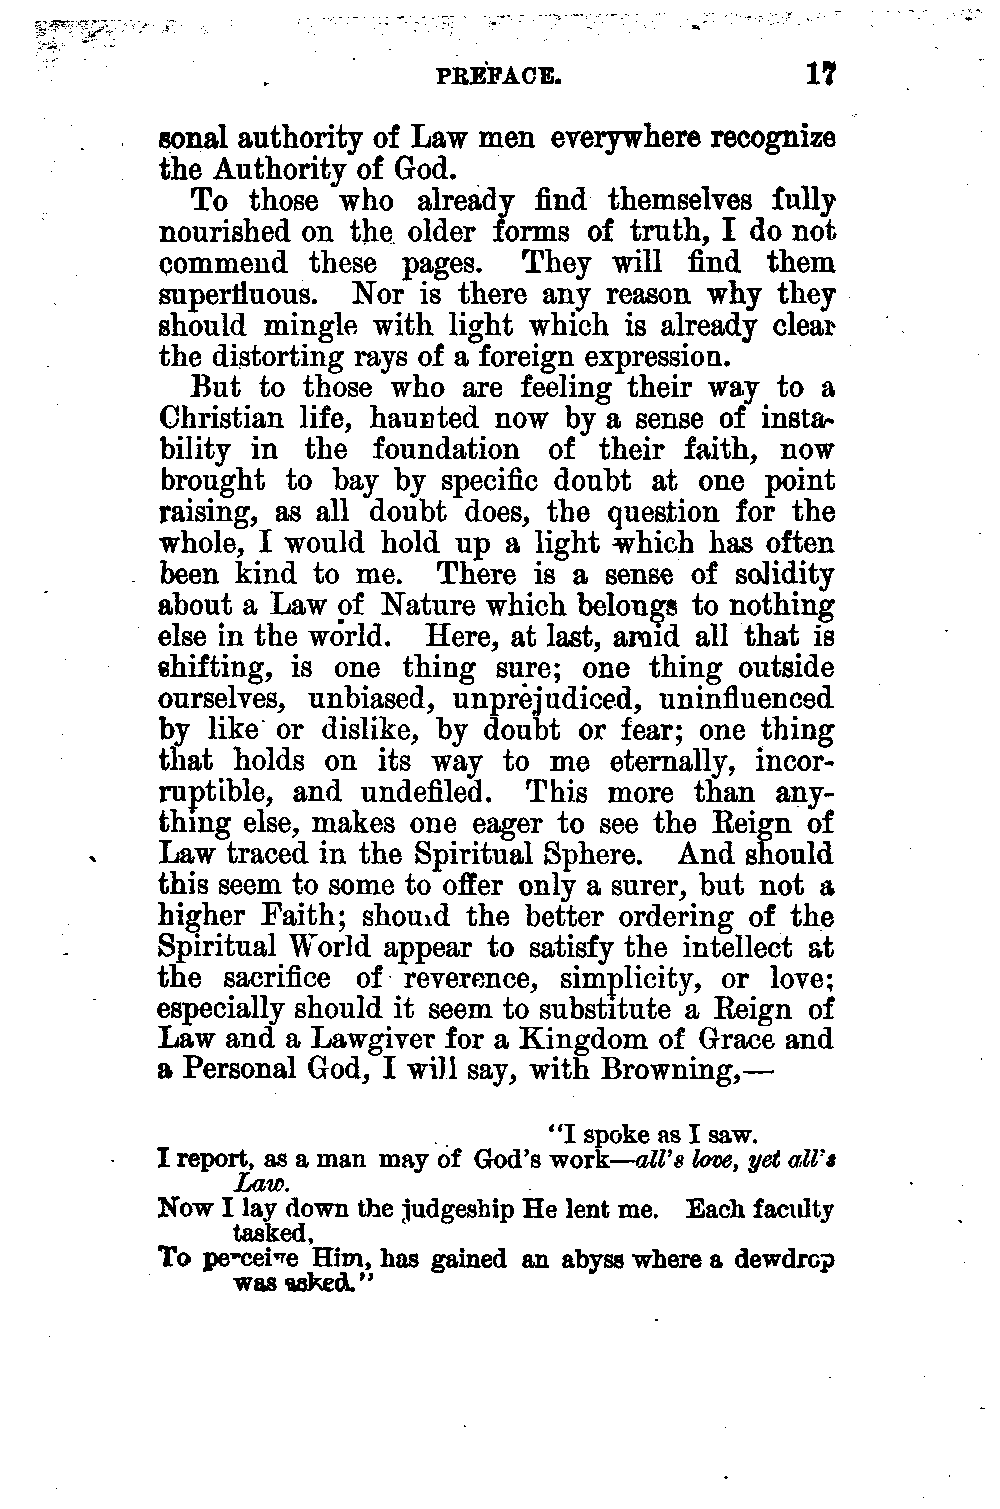 PREFACE. 17
sonal authority of Law men everywhere recognize
the Authority of God.
To those who already find themselves fully
nourished on the older forms of truth, I do not
commend these pages. They will find them
superfluous. Nor is there any reason why they
should mingle with light which is already clear
the distorting rays of a foreign expression.
But to those who are feeling their way to a
Christian life, haunted now by a sense of insta-
bility in the foundation of their faith, now
brought to bay by specific doubt at one point
raising, as all doubt does, the question for the
whole, I would hold up a light which has often
been kind to me. There is a sense of solidity
about a Law of Nature which belongs to nothing
else in the world. Here, at last, amid all that is
shifting, is one thing sure; one thing outside
ourselves, unbiased, unprejudiced, uninfluenced
by like or dislike, by doubt or fear; one thing
that holds on its way to me eternally, incor-
ruptible, and undefiled. This more than any-
thing else, makes one eager to see the Reign of
Law traced in the Spiritual Sphere. And should
this seem to some to offer only a surer, but not a
higher Faith; should the better ordering of the
Spiritual World appear to satisfy the intellect at
the sacrifice of reverence, simplicity, or love;
especially should it seem to substitute a Reign of
Law and a Lawgiver for a Kingdom of Grace and
a Personal God, I will say, with Browning,—
"I spoke as I saw.
I report, as a man may of God's work—all's love, yet all's
Law.
Now I lay down the judgeship He lent me. Each faculty
tasked,
To perceive Him, has gained an abyss where a dewdrop
was asked."